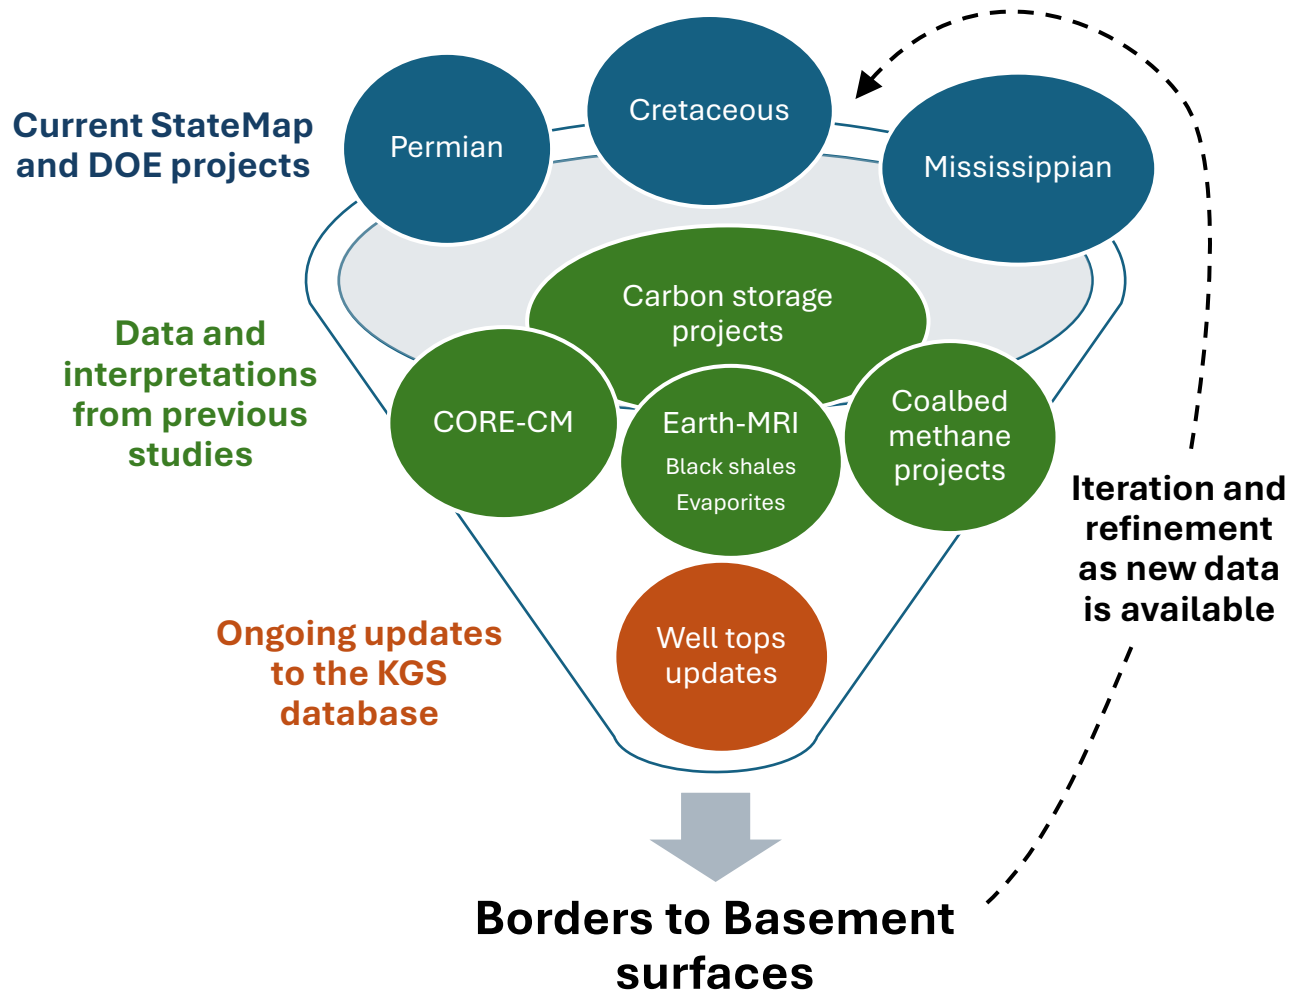 Current StateMap
and DOE projects
Permian
Cretaceous
Mississippian
Data and
interpretations
from previous
studies
Carbon storage
projects
CORE-CM
Earth-MRI
Black shales
Evaporites
Coalbed
methane
projects
Iteration and
refinement
as new data
is available
Ongoing updates
to the KGS
database
Well tops
updates
Borders to Basement
surfaces